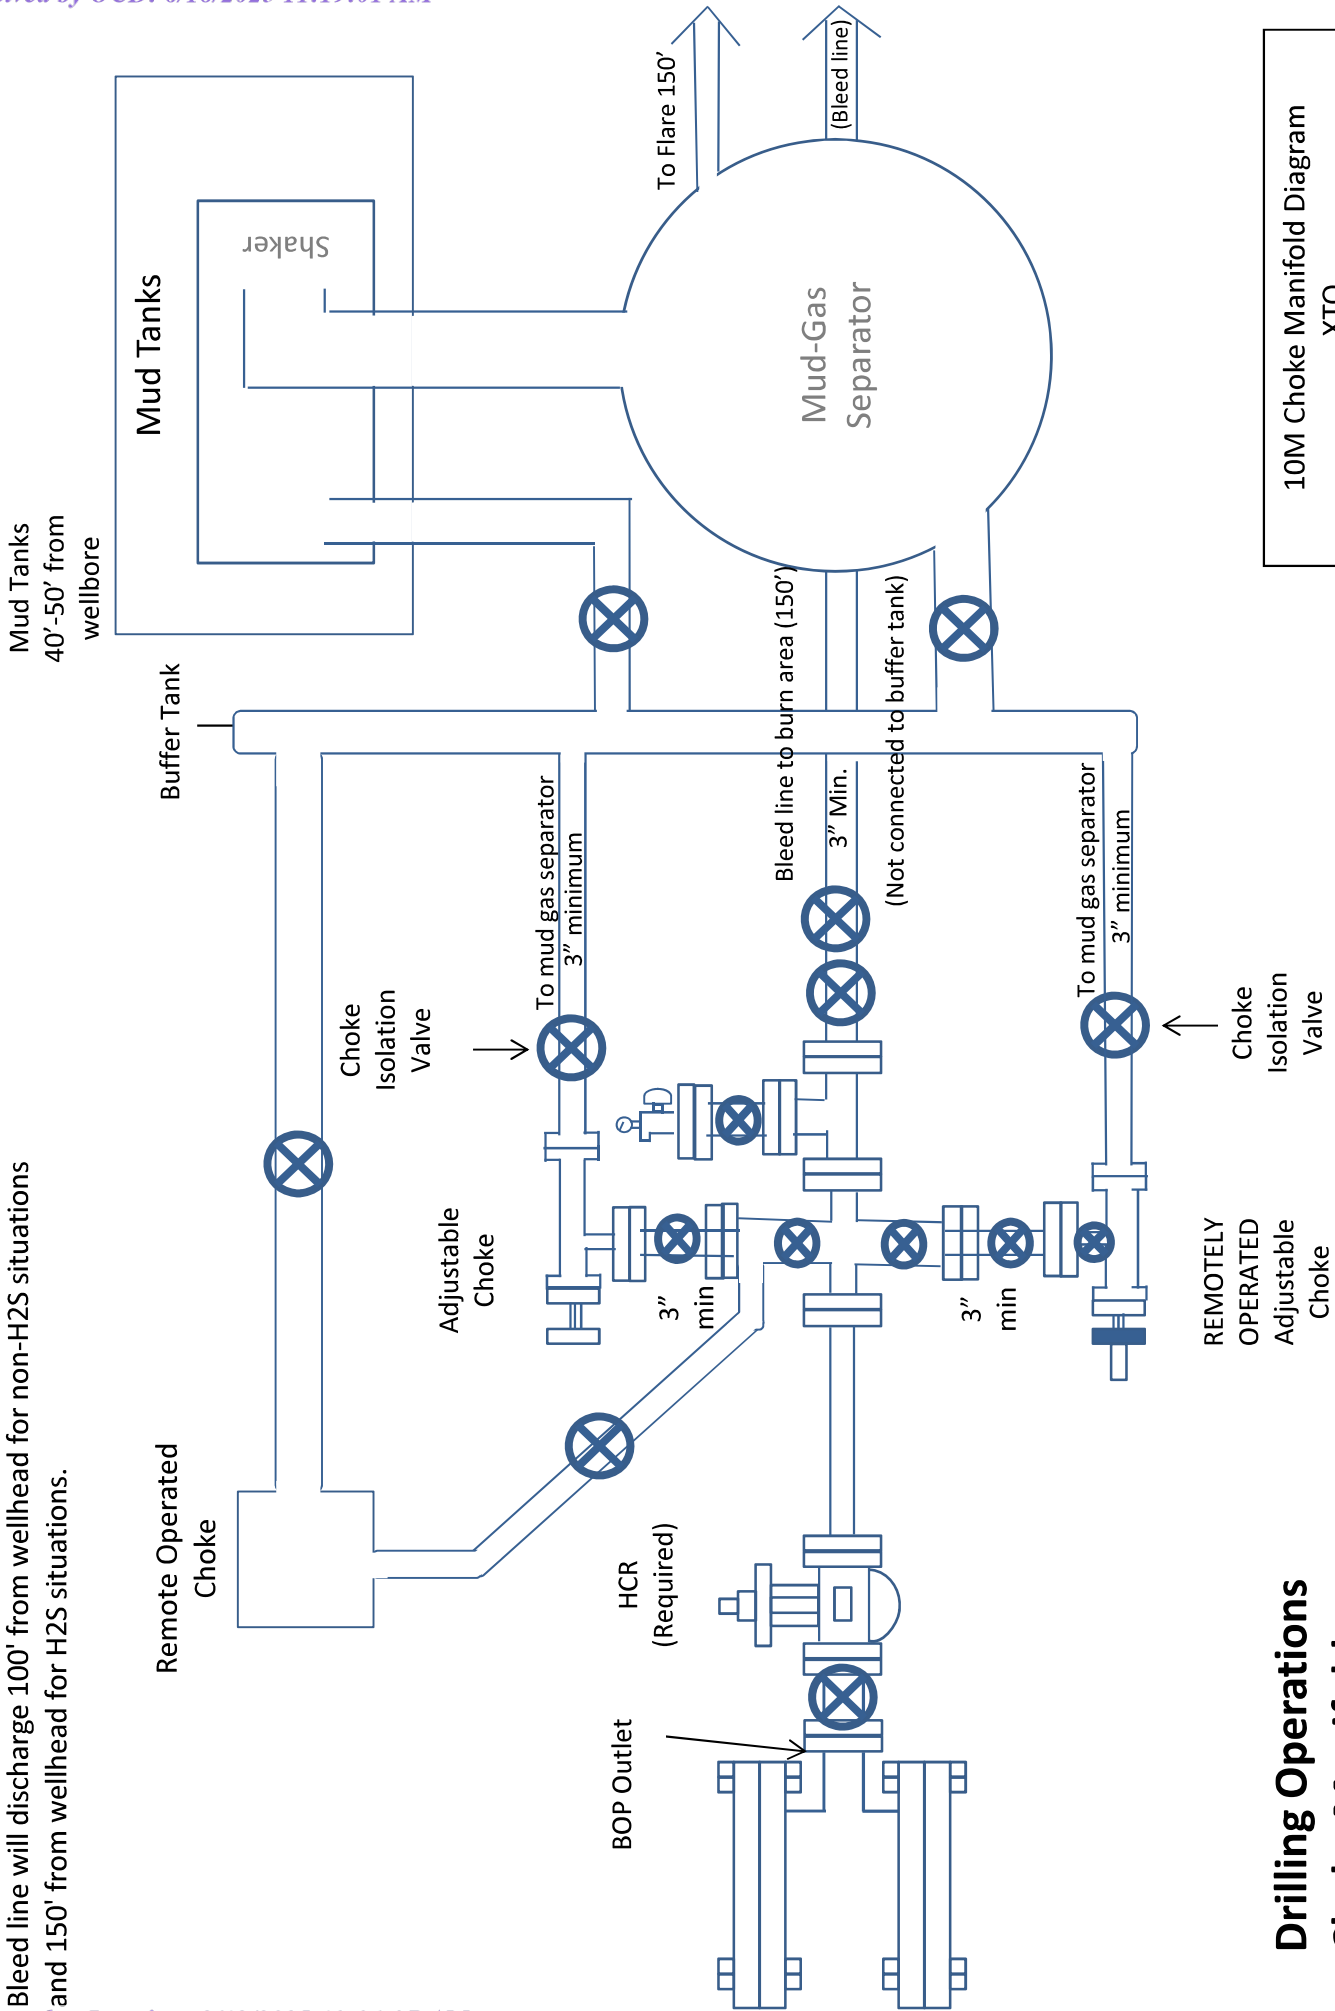 Bleed line will discharge 100' from wellhead for non-H2S situations
and 150' from wellhead for H2S situations.
Mud Tanks
40’-50’ from
wellbore
Mud Tanks
Shaker
Buffer Tank
Remote Operated
Choke
Choke
Isolation
Valve
Adjustable
Choke
To mud gas separator
3” minimum
To Flare 150’
(Bleed line)
Mud-Gas
Separator
HCR
(Required)
BOP Outlet
3”
min
Bleed line to burn area (150’)
3” Min.
(Not connected to buffer tank)
3”
min
To mud gas separator
3” minimum
REMOTELY
OPERATED
Adjustable
Choke
Choke
Isolation
Valve
10M Choke Manifold Diagram
XTO
Drilling Operations